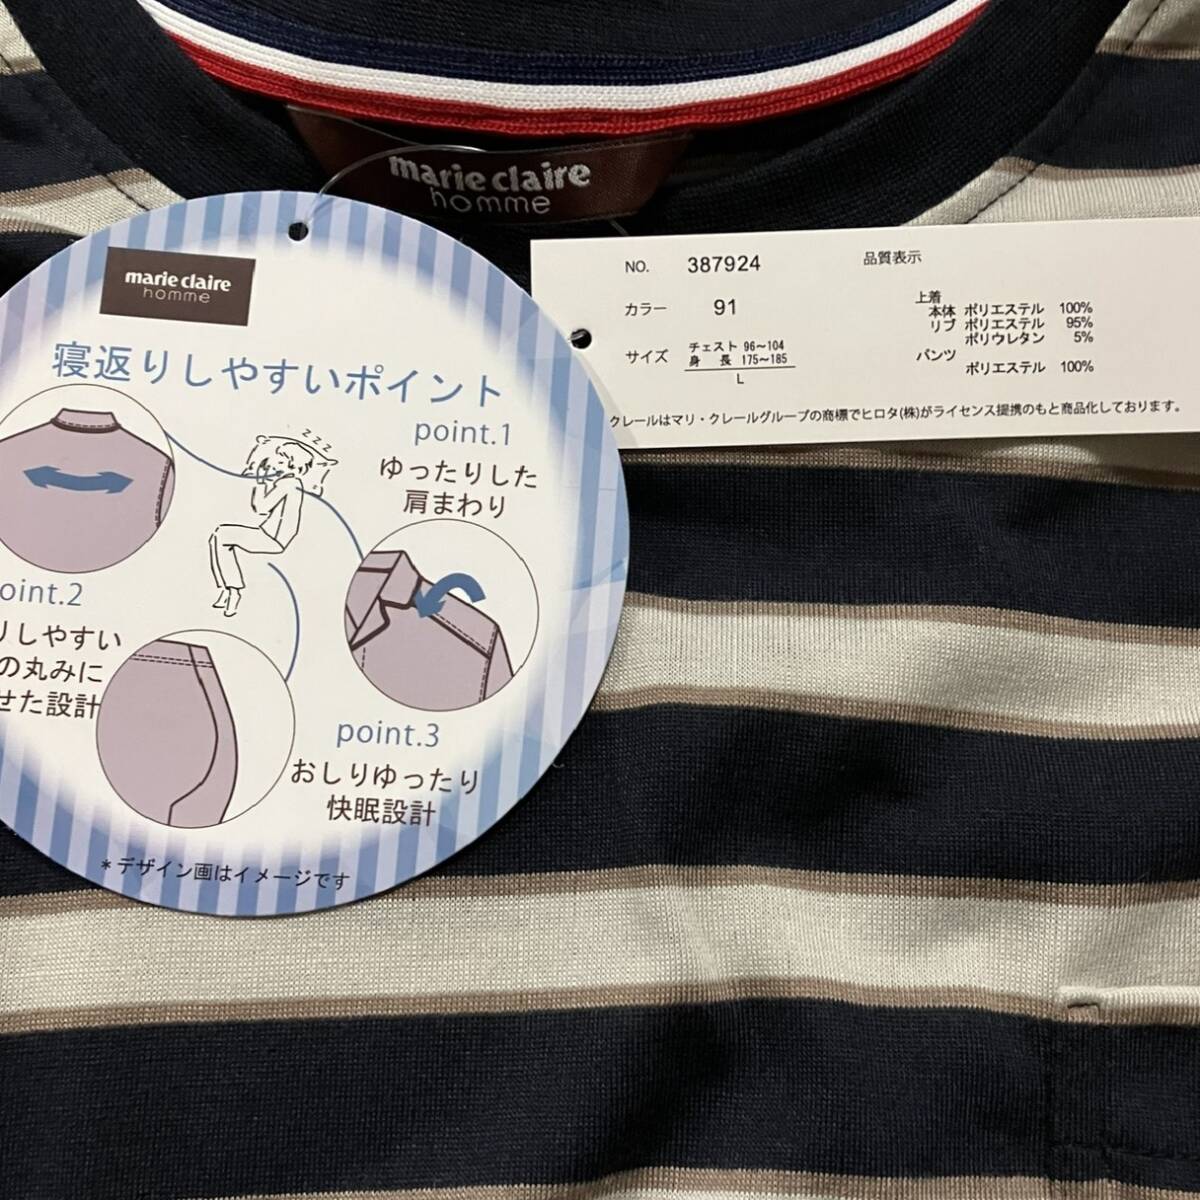 marie claire
homme
marie claire
homme
寝返りしやすいポイント
zzz
point.1
ゆったりした
肩まわり
oint.2
りしやすい
の丸みに
せた設計
point.3
おしりゆったり
快眠設計
*デザイン画はイメージです
NO. 387924
カラー 91
サイズ チェスト 96~104
身 長 175~185
L
品質表示
上着
本体 ポリエステル 100%
リブ ポリエステル 95%
ポリウレタン 5%
パンツ
ポリエステル 100%
クレールはマリ・クレールグループの商標でヒロタ(株)がライセンス提携のもと商品化しております。